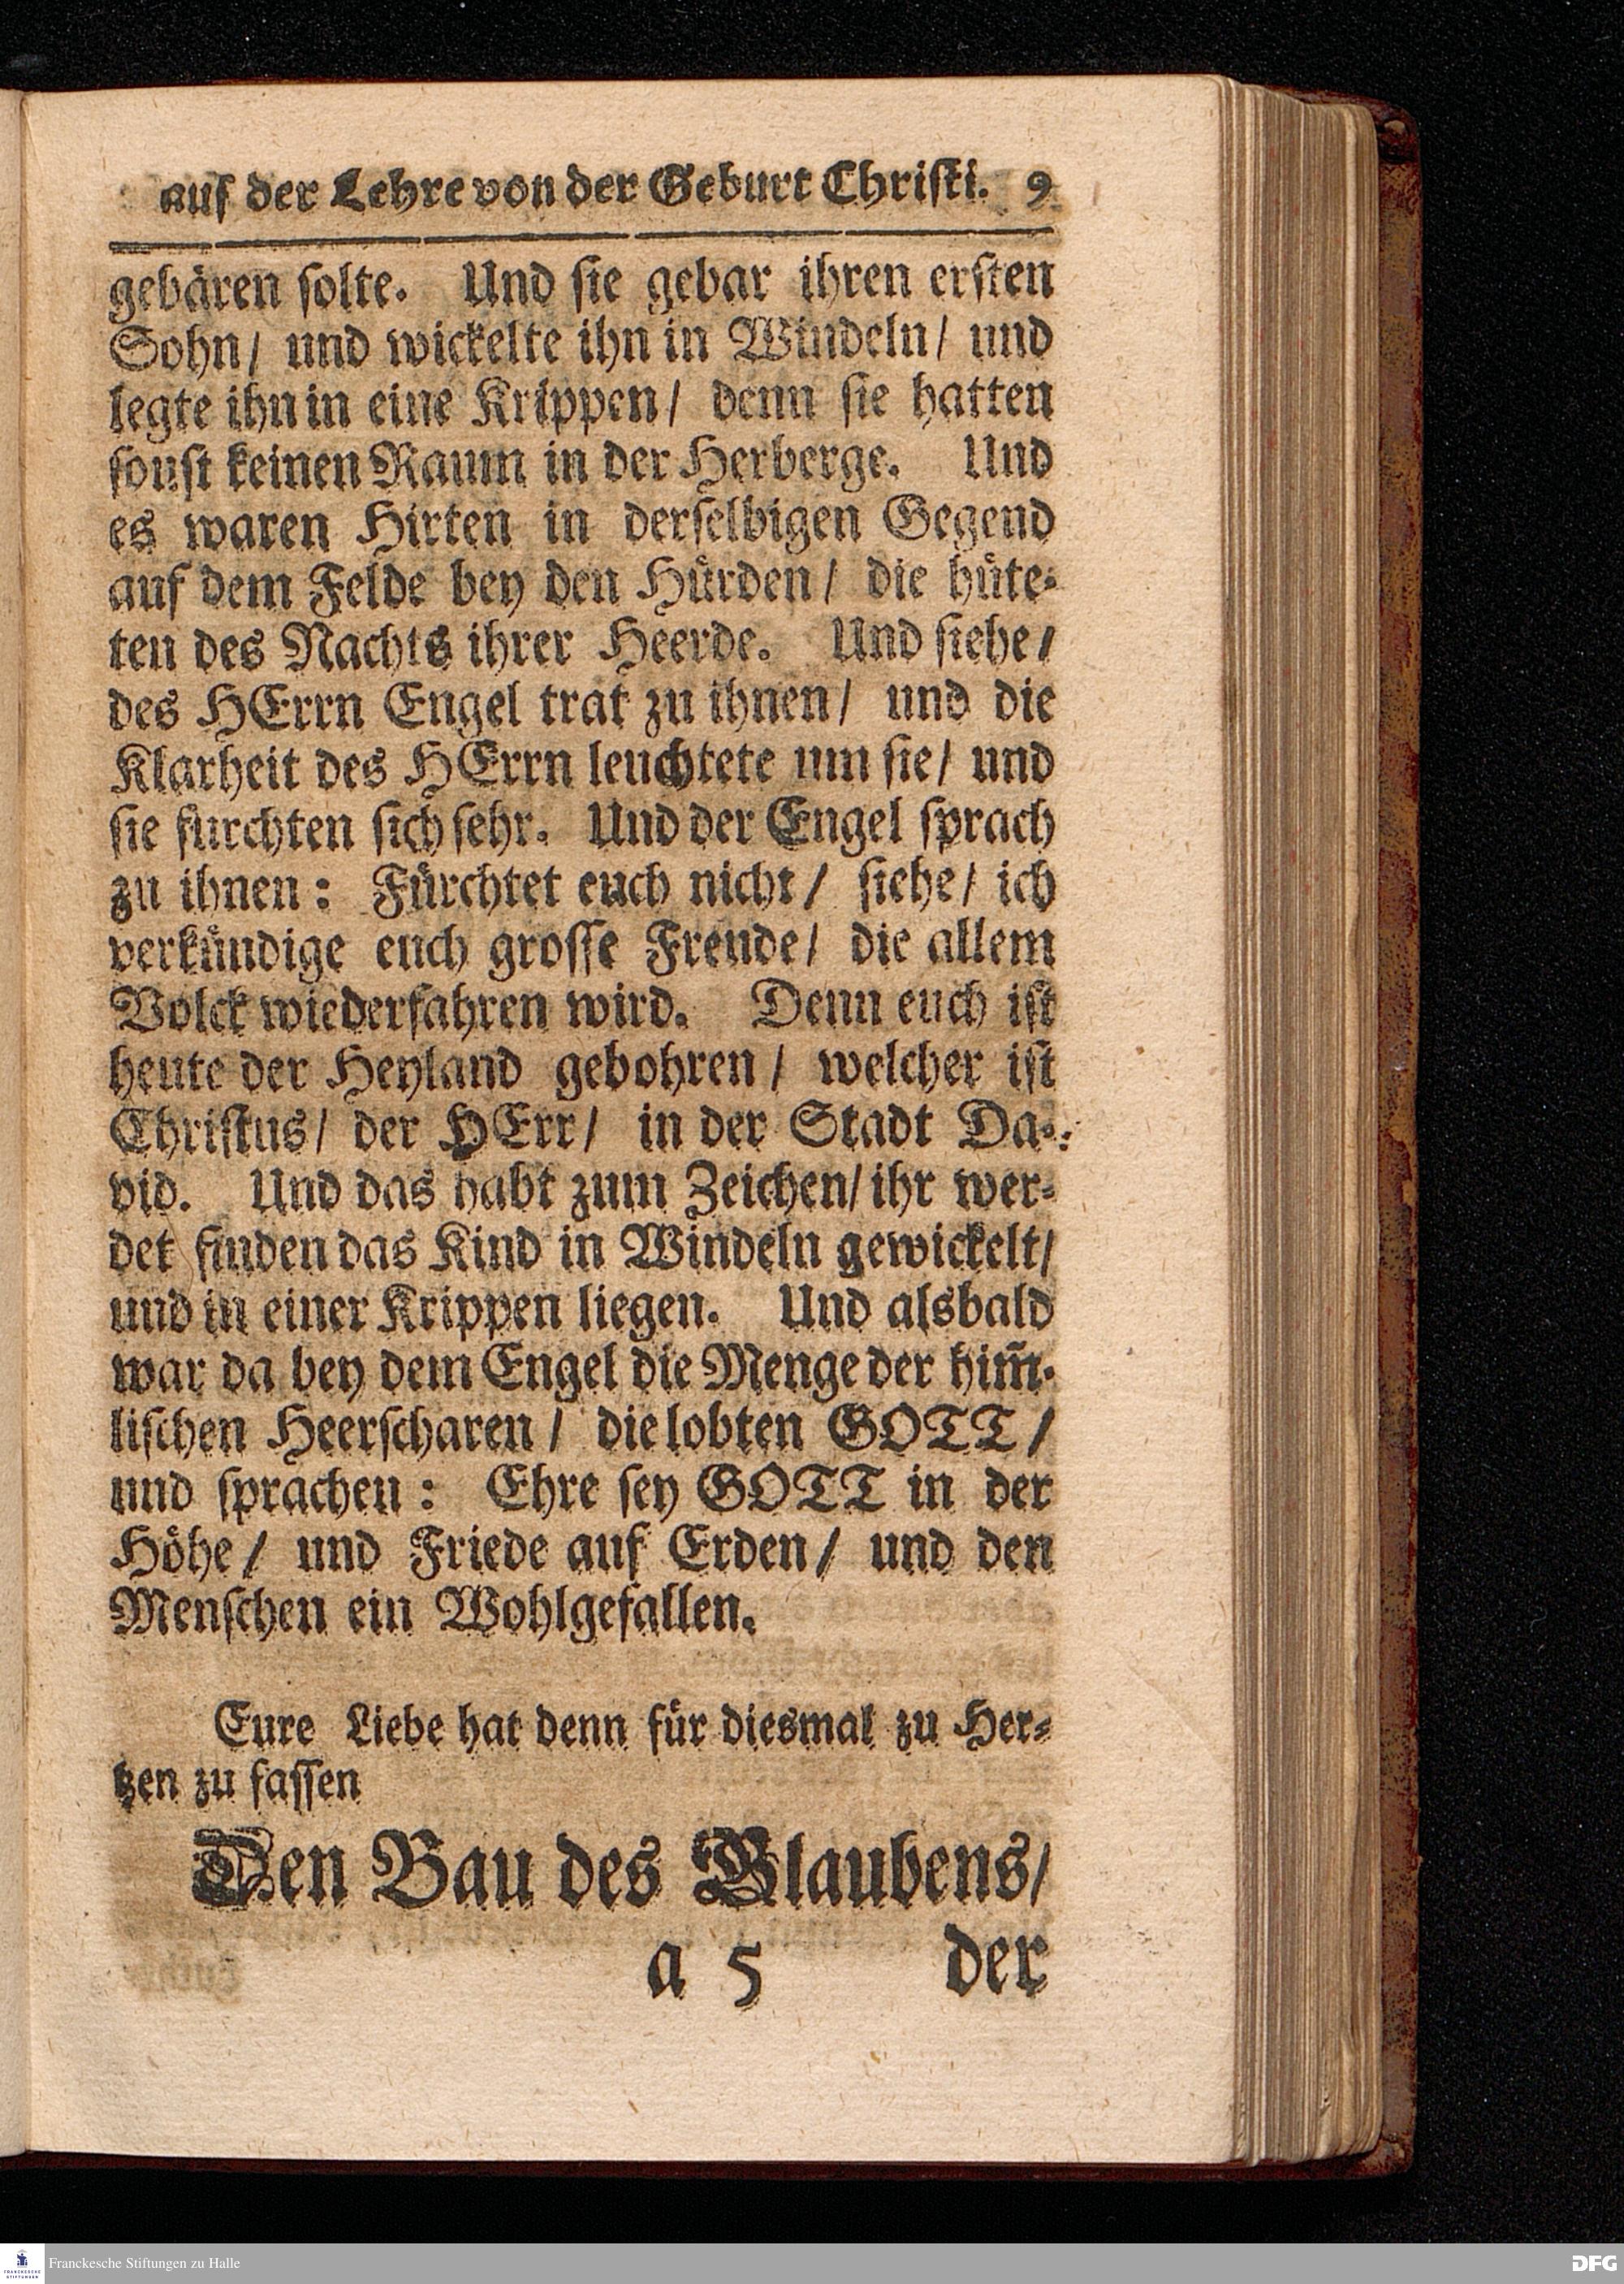 auf der Lehre von der Geburt Christi. 9
gebären solte. Und sie gebar ihren ersten
Sohn/ und wickelte ihn in Windeln/ und
legte ihn in eine Krippen/ denn sie hatten
sonst keinen Raum in der Herberge. Und
es waren Hirten in derselbigen Gegend
auf dem Felde bey den Hürden/ die hüte-
ten des Nachts ihrer Heerde. Und siehe/
des HErrn Engel trat zu ihnen/ und die
Klarheit des HErrn leuchtete um sie/ und
sie furchten sich sehr. Und der Engel sprach
zu ihnen: Fürchtet euch nicht/ siehe/ ich
verkündige euch grosse Freude/ die allem
Volck wiederfahren wird. Denn euch ist
heute der Heyland gebohren/ welcher ist
Christus/ der HErr/ in der Stadt Da-
vid. Und das habt zum Zeichen/ ihr wer-
det finden das Kind in Windeln gewickelt/
und in einer Krippen liegen. Und alsbald
war da bey dem Engel die Menge der him̃-
lischen Heerscharen/ die lobten GOTT/
und sprachen: Ehre sey GOTT in der
Höhe/ und Friede auf Erden/ und den
Menschen ein Wohlgefallen.
Eure Liebe hat denn für diesmal zu Her-
tzen zu fassen
Den Bau des Glaubens/
a 5 der
FRANCKESCHE STIFTUNGEN Franckesche Stiftungen zu Halle DFG